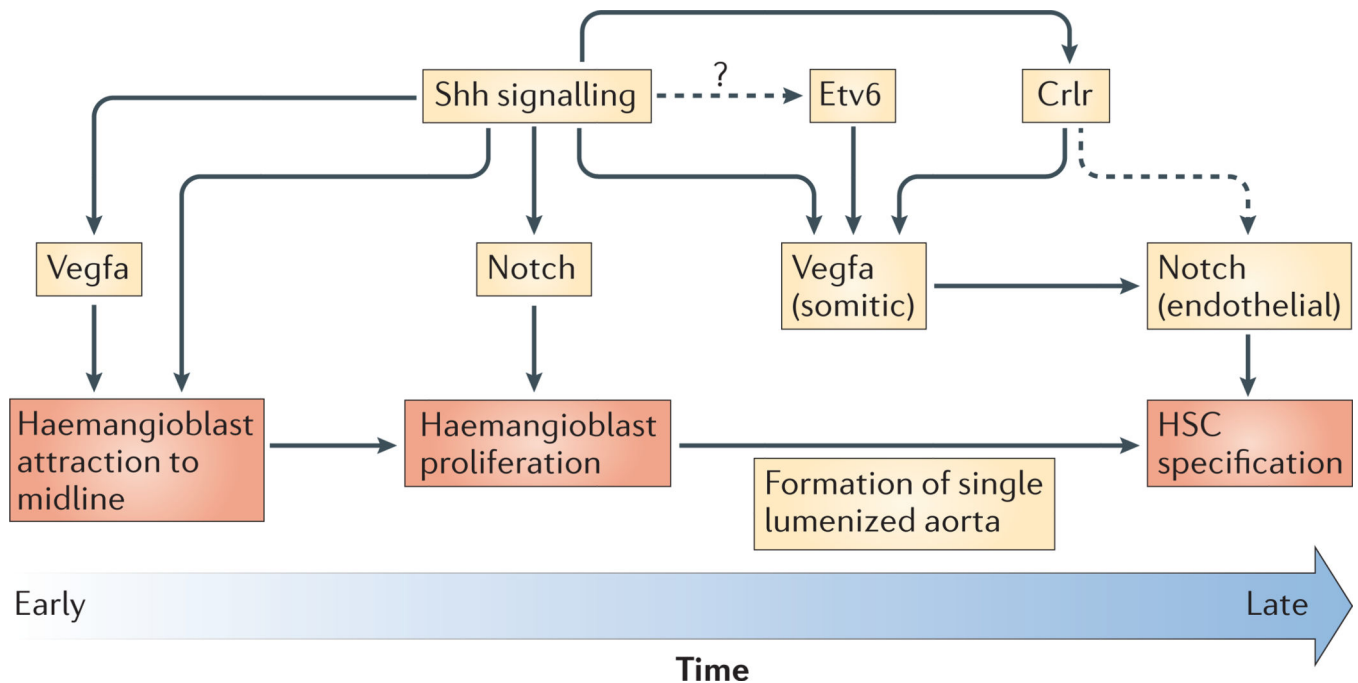 Shh signalling
?
Etv6
Crlr
Vegfa
Notch
Vegfa
(somitic)
Notch
(endothelial)
Haemangioblast
attraction to
midline
Haemangioblast
proliferation
HSC
specification
Formation of single
lumenized aorta
Early
Late
Time